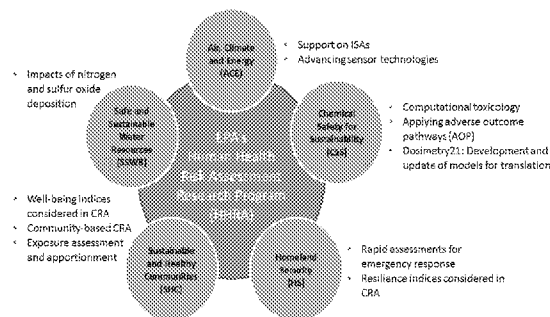 Air, Climate
and Energy
(ACE)
• Support on ISAs
• Advancing sensor technologies
• Impacts of nitrogen
and sulfur oxide
deposition
Safe and
Sustainable
Water
Resources
(SSWR)
Chemical
Safety for
Sustainability
(CSS)
• Computational toxicology
• Applying adverse outcome
pathways (AOP)
• Dosimetry21: Development and
update of models for translation
EPA's
Human Health
Risk Assessment
Research Program
(HHRA)
• Well-being indices
considered in CRA
• Community-based CRA
• Exposure assessment
and apportionment
Sustainable
and Healthy
Communities
(SHC)
Homeland
Security
(HS)
• Rapid assessments for
emergency response
• Resilience indices considered in
CRA